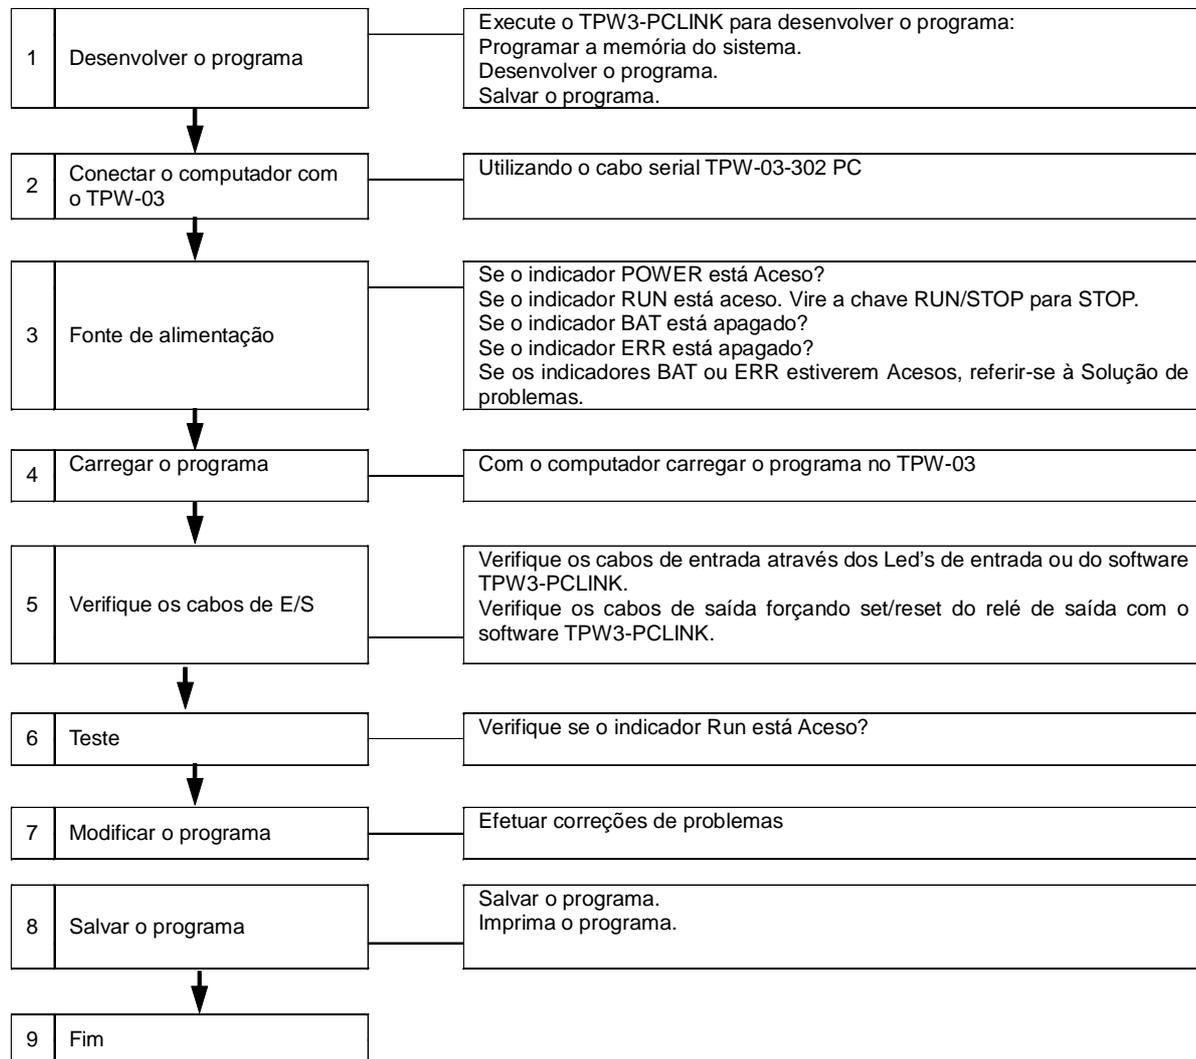 1
Desenvolver o programa
Execute o TPW3-PCLINK para desenvolver o programa:
Programar a memória do sistema.
Desenvolver o programa.
Salvar o programa.
2
Conectar o computador com
o TPW-03
Utilizando o cabo serial TPW-03-302 PC
3
Fonte de alimentação
Se o indicador POWER está Aceso?
Se o indicador RUN está aceso. Vire a chave RUN/STOP para STOP.
Se o indicador BAT está apagado?
Se o indicador ERR está apagado?
Se os indicadores BAT ou ERR estiverem Acesos, referir-se à Solução de
problemas.
4
Carregar o programa
Com o computador carregar o programa no TPW-03
5
Verifique os cabos de E/S
Verifique os cabos de entrada através dos Led's de entrada ou do software
TPW3-PCLINK.
Verifique os cabos de saída forçando set/reset do relé de saída com o
software TPW3-PCLINK.
6
Teste
Verifique se o indicador Run está Aceso?
7
Modificar o programa
Efetuar correções de problemas
8
Salvar o programa
Salvar o programa.
Imprima o programa.
9
Fim